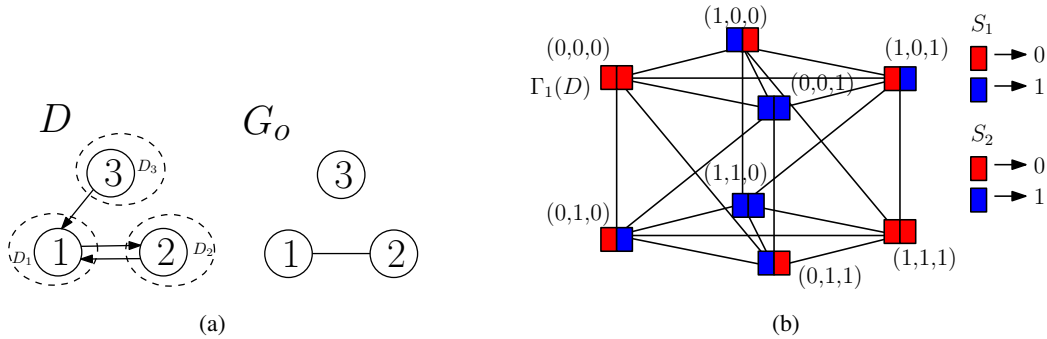 D
G_o
3
D_3
3
1
D_1
2
D_2
1
2
(a)
(1,0,0)
(0,0,0)
(1,0,1)
Γ_1(D)
(0,0,1)
(1,1,0)
(0,1,0)
(1,1,1)
(0,1,1)
S_1
0
1
S_2
0
1
(b)